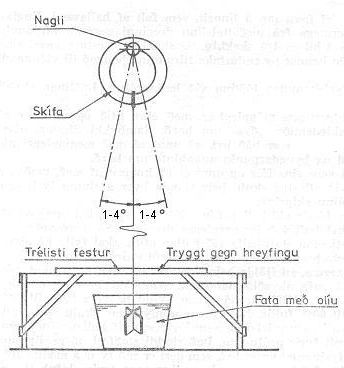 Nagli
Skífa
1-4° 1-4°
Trélisti festur
Tryggt gegn hreyfingu
Fata með olíu